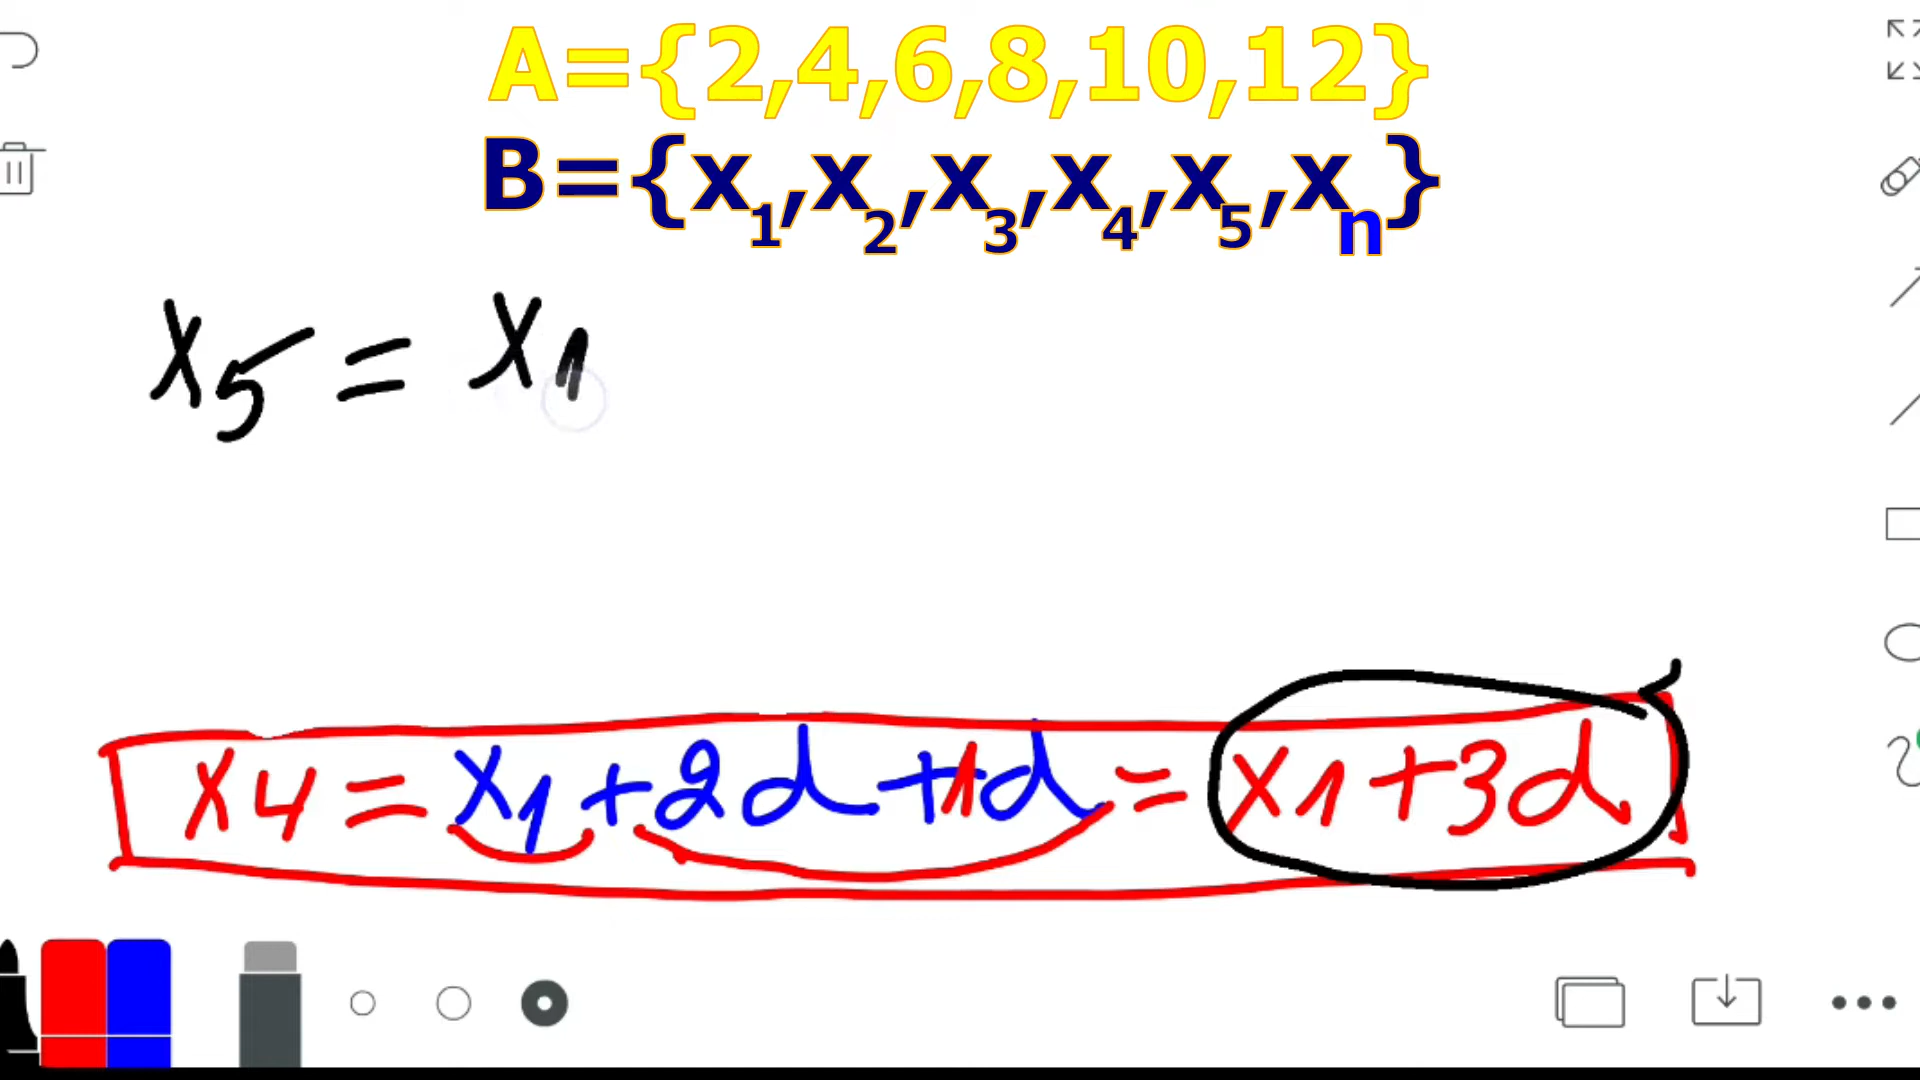 A={2,4,6,8,10,12}
B={x₁,x₂,x₃,x₄,x₅,xₙ}
x5 = x1
x4 = x1+2d+1d = x1+3d